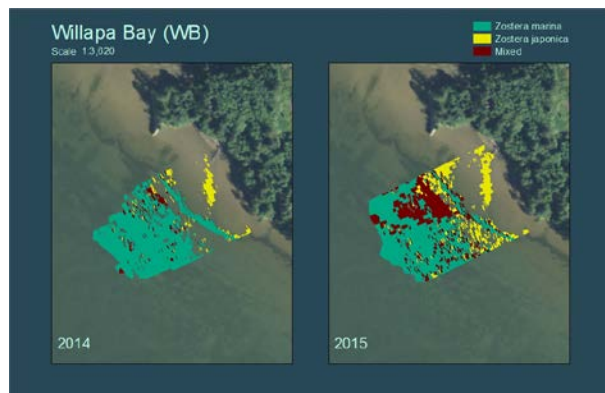 Willapa Bay (WB)
Scale 1:3,020
Zostera marina
Zostera japonica
Mixed
2014
2015